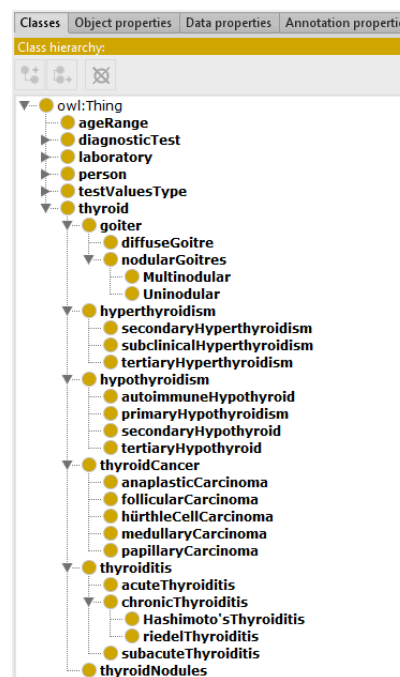 Classes Object properties Data properties Annotation properti
Class hierarchy:
owl:Thing
ageRange
diagnosticTest
laboratory
person
testValuesType
thyroid
goiter
diffuseGoitre
nodularGoitres
Multinodular
Uninodular
hyperthyroidism
secondaryHyperthyroidism
subclinicalHyperthyroidism
tertiaryHyperthyroidism
hypothyroidism
autoimmuneHypothyroid
primaryHypothyroidism
secondaryHypothyroid
tertiaryHypothyroid
thyroidCancer
anaplasticCarcinoma
follicularCarcinoma
hürthleCellCarcinoma
medullaryCarcinoma
papillaryCarcinoma
thyroiditis
acuteThyroiditis
chronicThyroiditis
Hashimoto'sThyroiditis
riedelThyroiditis
subacuteThyroiditis
thyroidNodules